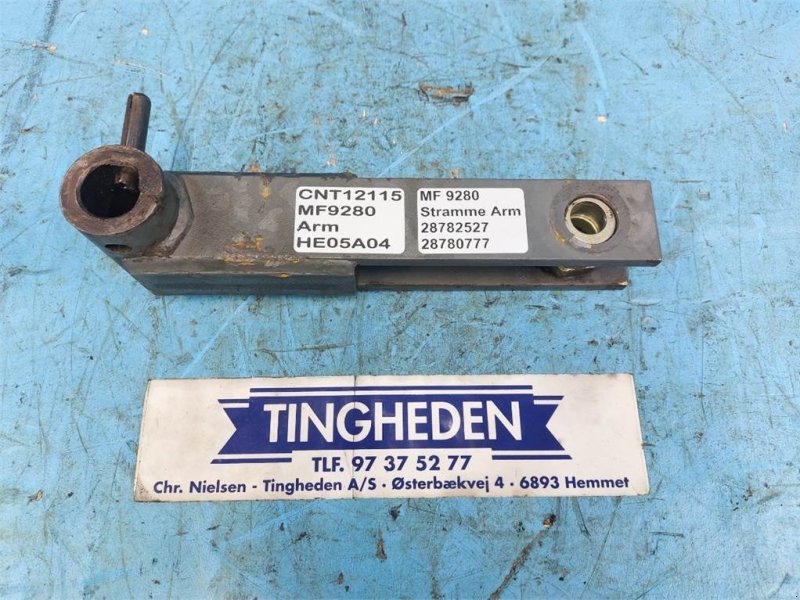 CNT12115
MF9280
Arm
HE05A04
MF 9280
Stramme Arm
28782527
28780777
TINGHEDEN
TLF. 97 37 52 77
Chr. Nielsen - Tingheden A/S · Østerbækvej 4 · 6893 Hemmet